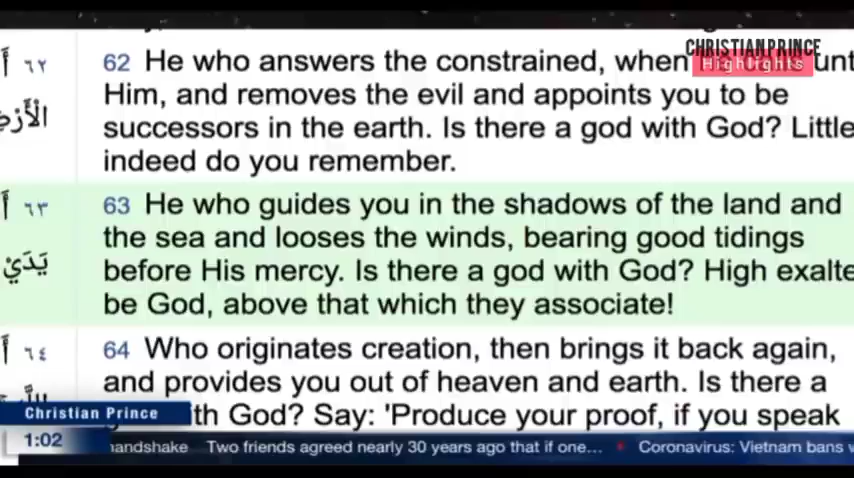 CHRISTIAN PRINCE
Highlights
٦٢
62 He who answers the constrained, when
Him, and removes the evil and appoints you to be
successors in the earth. Is there a god with God? Little
indeed do you remember.
٦٣
63 He who guides you in the shadows of the land and
the sea and looses the winds, bearing good tidings
يَدَيْ
before His mercy. Is there a god with God? High exalte
be God, above that which they associate!
٦٤
64 Who originates creation, then brings it back again,
and provides you out of heaven and earth. Is there a
th God? Say: 'Produce your proof, if you speak
Christian Prince
1:02
handshake Two friends agreed nearly 30 years ago that if one... • Coronavirus: Vietnam bans